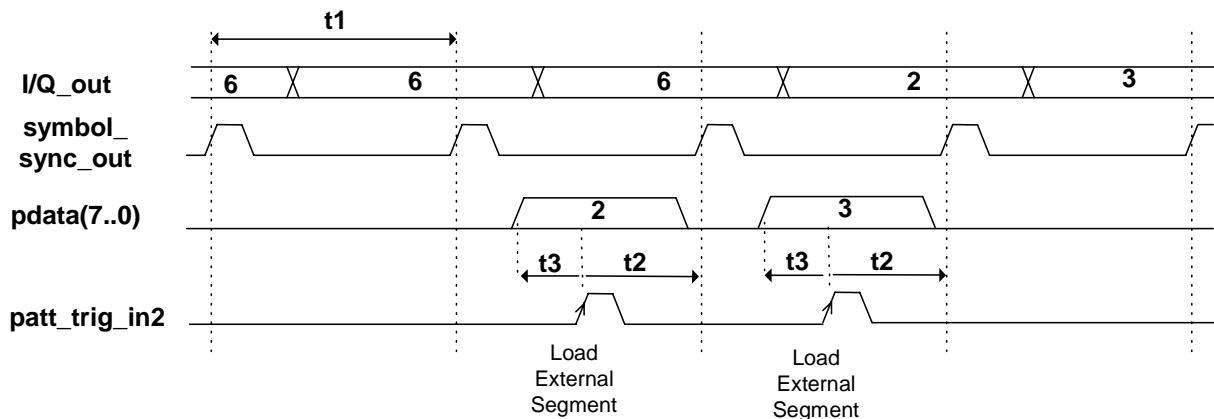 t1
I/Q_out
6
6
6
2
3
symbol_
sync_out
pdata(7..0)
2
3
t3
t2
t3
t2
patt_trig_in2
Load
External
Segment
Load
External
Segment